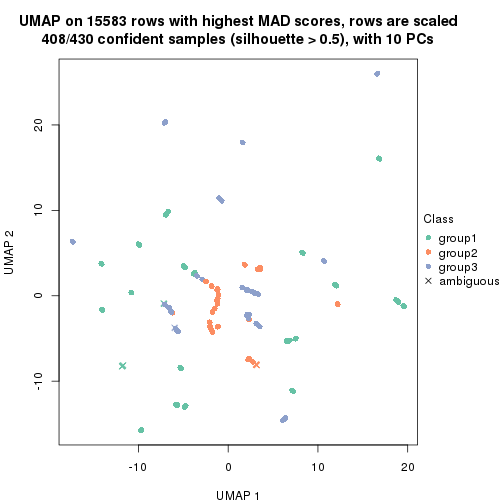 UMAP on 15583 rows with highest MAD scores, rows are scaled
408/430 confident samples (silhouette > 0.5), with 10 PCs
20
10
0
-10
UMAP 2
-10
0
10
20
UMAP 1
Class
group1
group2
group3
ambiguous